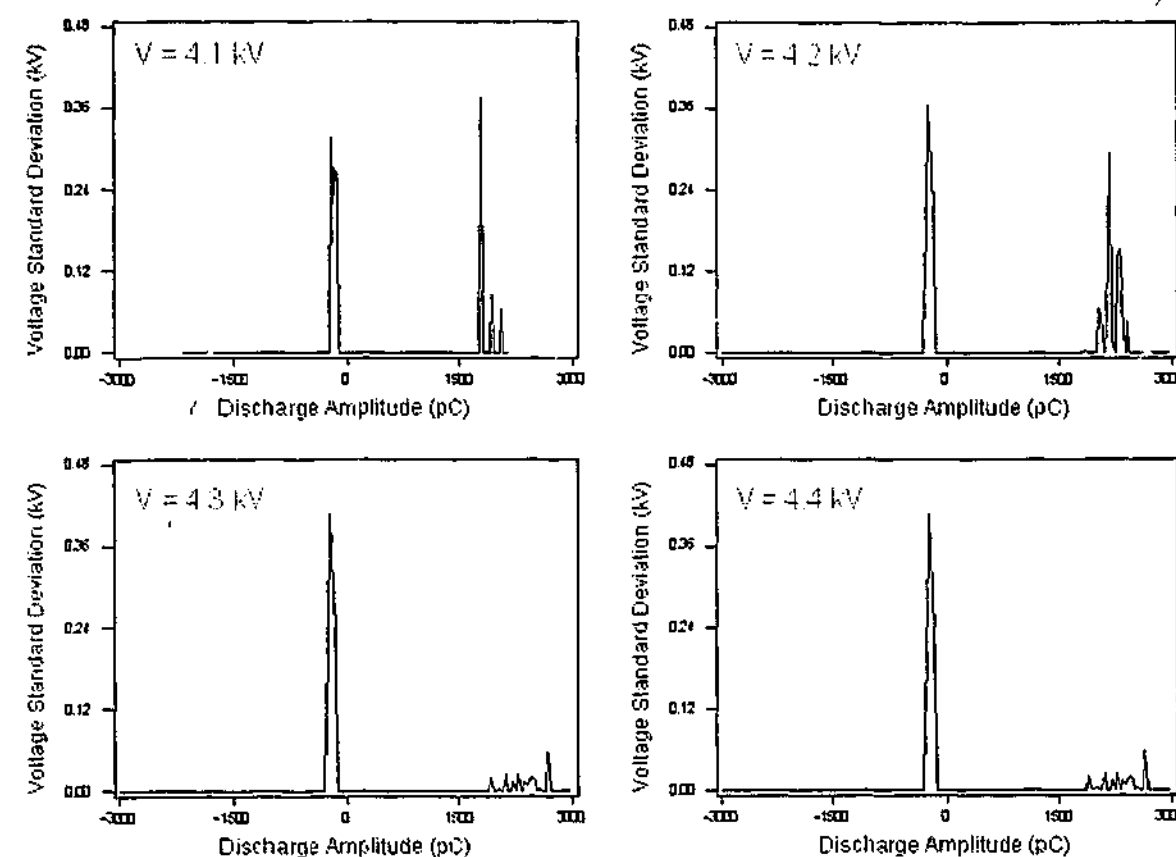 V = 4.1 kV
Voltage Standard Deviation (kV)
0.48
0.36
0.24
0.12
0.00
-3000 -1500 0 1500 3000
Discharge Amplitude (pC)
V = 4.2 kV
Voltage Standard Deviation (kV)
0.48
0.36
0.24
0.12
0.00
-3000 -1500 0 1500 3000
Discharge Amplitude (pC)
V = 4.3 kV
Voltage Standard Deviation (kV)
0.48
0.36
0.24
0.12
0.00
-3000 -1500 0 1500 3000
Discharge Amplitude (pC)
V = 4.4 kV
Voltage Standard Deviation (kV)
0.48
0.36
0.24
0.12
0.00
-3000 -1500 0 1500 3000
Discharge Amplitude (pC)